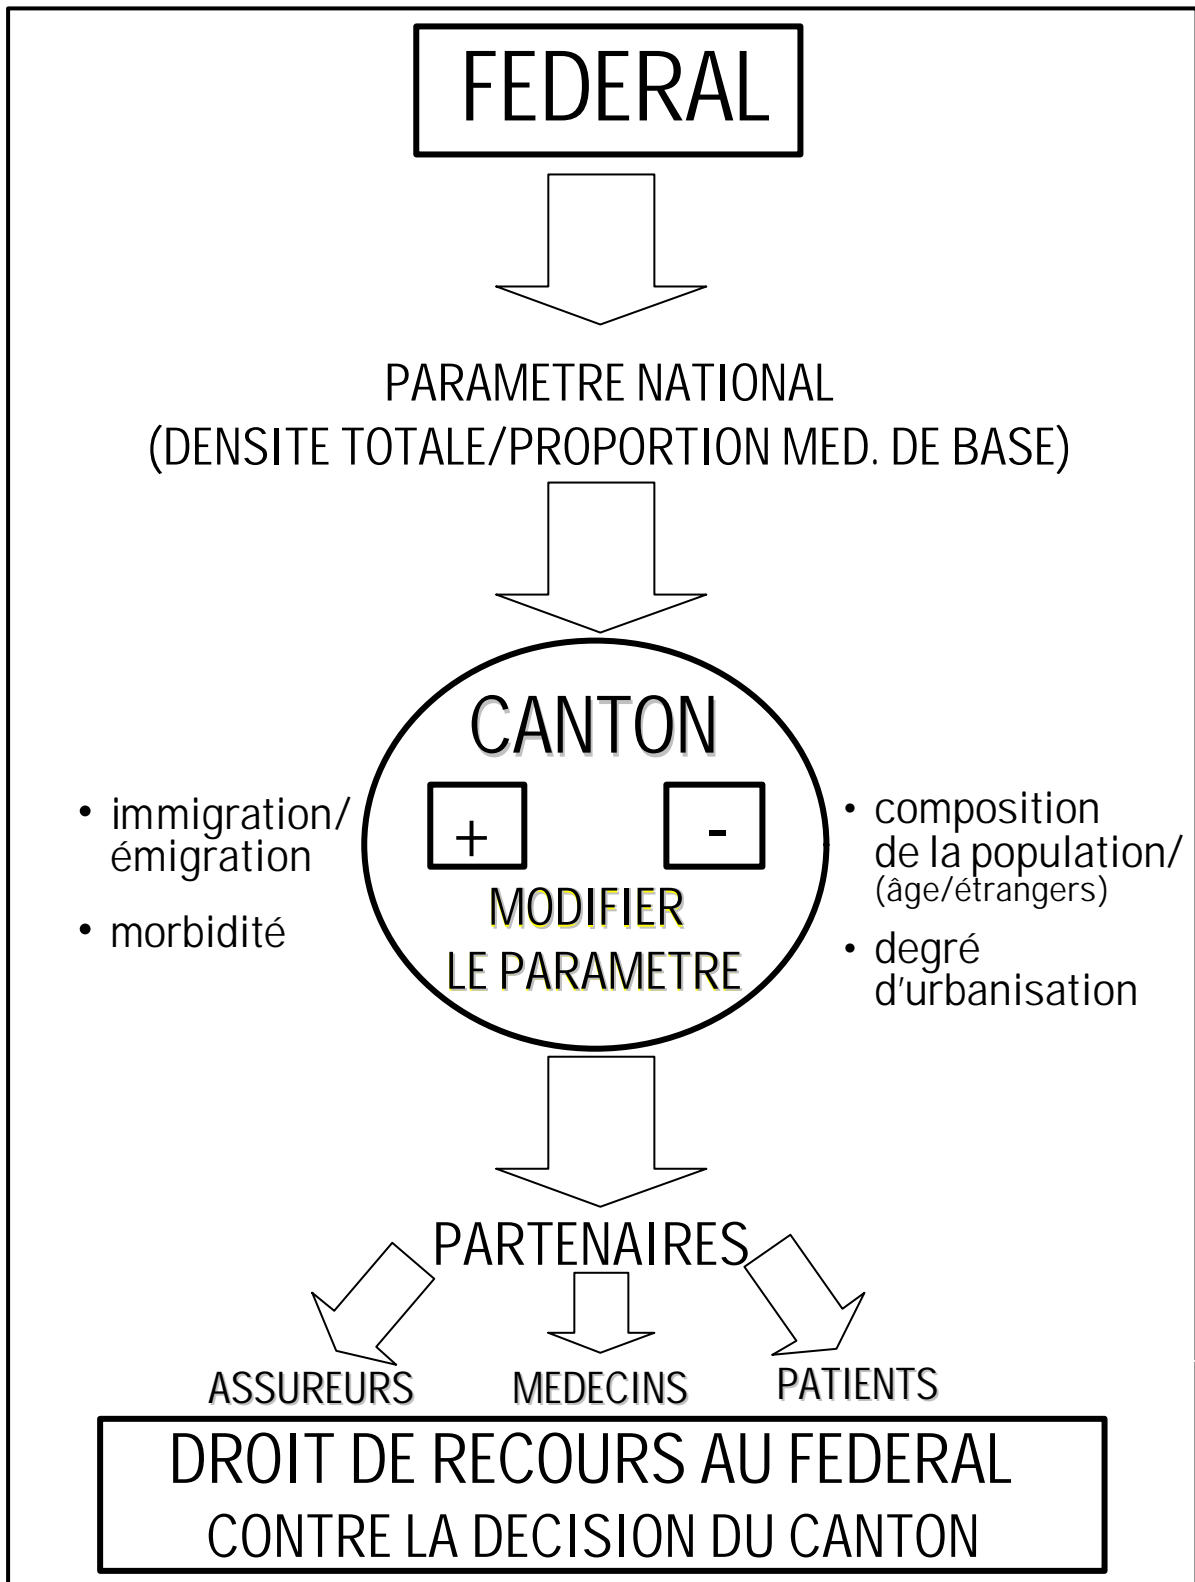 FEDERAL
PARAMETRE NATIONAL
(DENSITE TOTALE/PROPORTION MED. DE BASE)
CANTON
+
-
MODIFIER
LE PARAMETRE
• immigration/
émigration
• morbidité
• composition
de la population/
(âge/étrangers)
• degré
d'urbanisation
PARTENAIRES
ASSUREURS
MEDECINS
PATIENTS
DROIT DE RECOURS AU FEDERAL
CONTRE LA DECISION DU CANTON